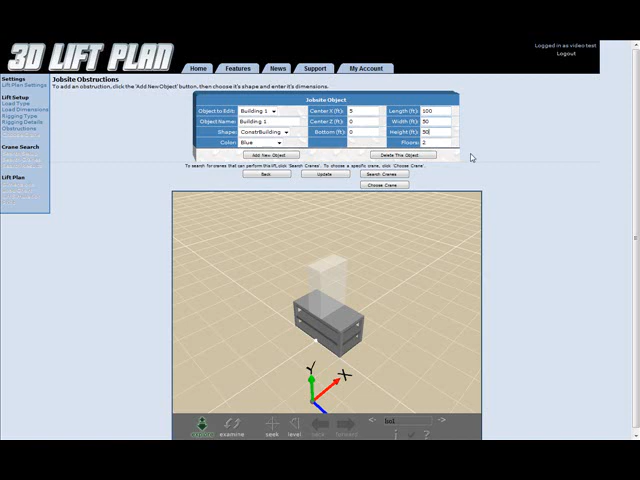 3D LIFT PLAN
Logged in as video test
Logout
Home Features News Support My Account
Settings
Lift Plan Settings
Lift Setup
Load Type
Load Dimensions
Rigging Type
Rigging Details
Obstructions
Crane Search
Lift Plan
Jobsite Obstructions
To add an obstruction, click the 'Add New Object' button, then choose it's shape and enter it's dimensions.
Jobsite Object
Object to Edit: Building 1 Center X (ft): 5 Length (ft): 100
Object Name: Building 1 Center Z (ft): 0 Width (ft): 50
Shape: ConstrBuilding Bottom (ft): 0 Height (ft): 50
Color: Blue Floors: 2
Add New Object Delete This Object
To search for cranes that can perform this lift, click 'Search Cranes'. To choose a specific crane, click 'Choose Crane'.
Back Update Search Cranes
Choose Crane
Y X
examine seek level
?